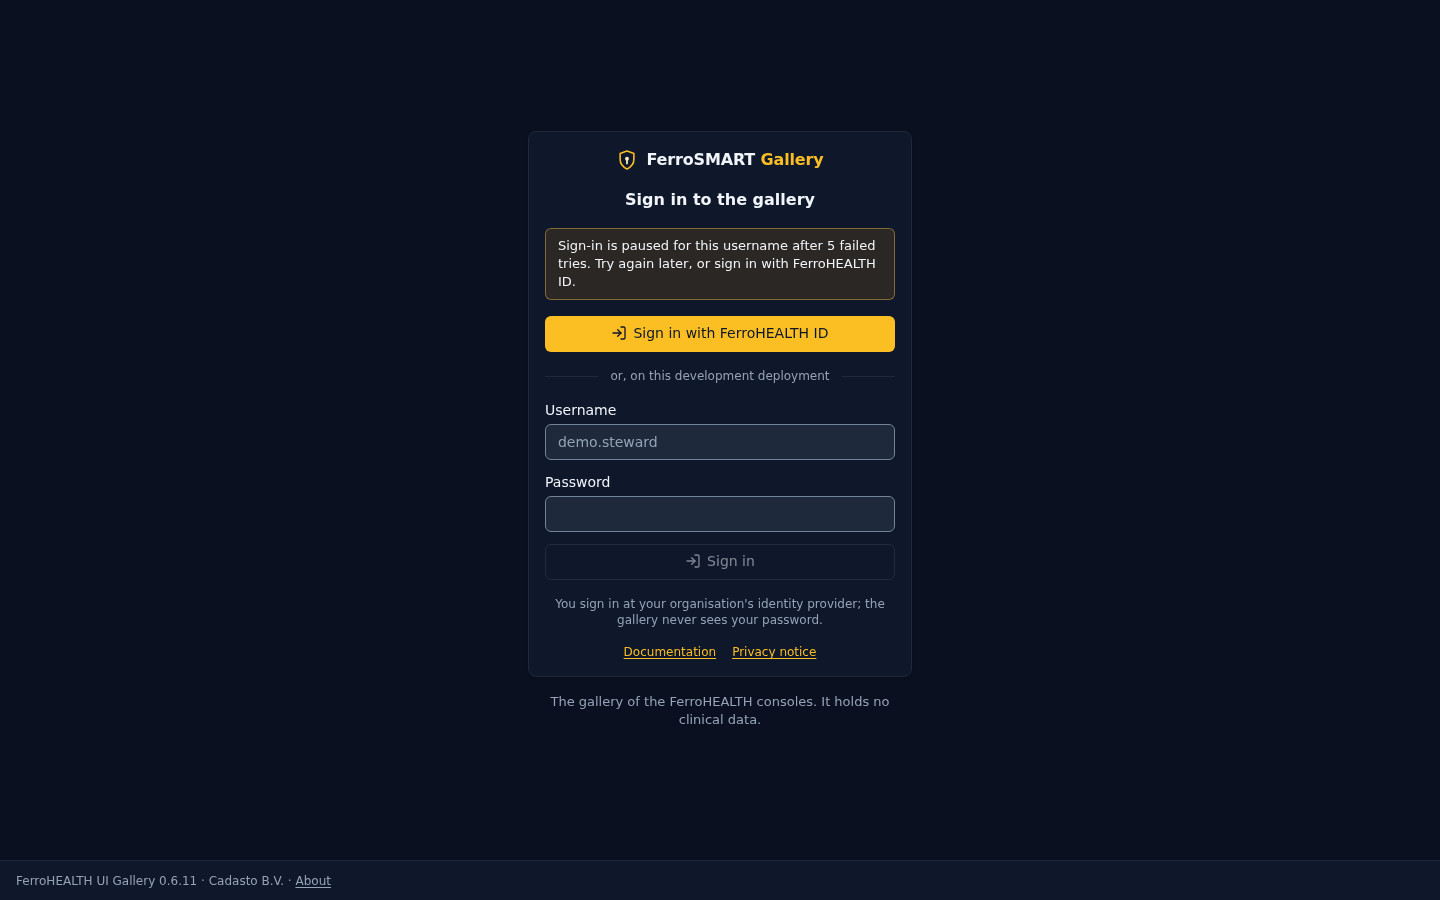 FerroSMART Gallery
Sign in to the gallery
Sign-in is paused for this username after 5 failed
tries. Try again later, or sign in with FerroHEALTH
ID.
Sign in with FerroHEALTH ID
or, on this development deployment
Username
demo.steward
Password
Sign in
You sign in at your organisation's identity provider; the
gallery never sees your password.
Documentation Privacy notice
The gallery of the FerroHEALTH consoles. It holds no
clinical data.
FerroHEALTH UI Gallery 0.6.11 · Cadasto B.V. · About